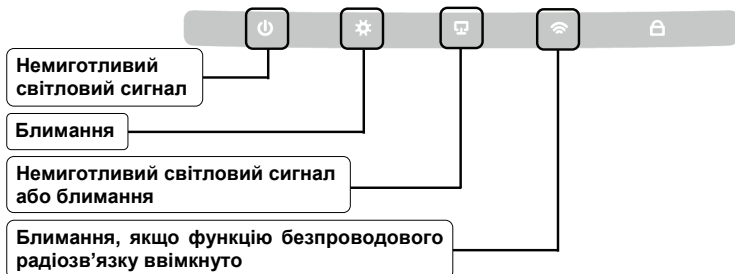 Немиготливий
світловий сигнал
Блимання
Немиготливий світловий сигнал
або блимання
Блимання, якщо функцію безпроводового
радіозв'язку ввімкнуто